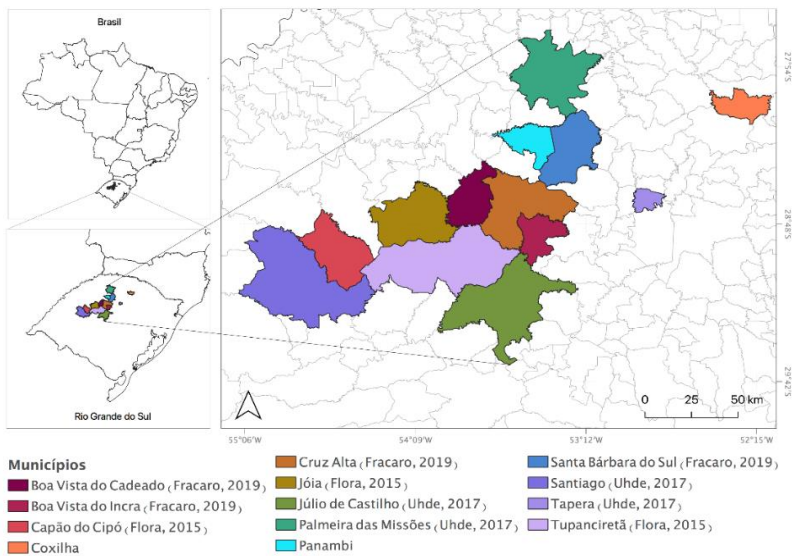 Brasil
Rio Grande do Sul
27°54'S
28°48'S
29°42'S
0 25 50 km
55°06'W 54°09'W 53°12'W 52°15'W
Municípios
Boa Vista do Cadeado (Fracaro, 2019)
Boa Vista do Incra (Fracaro, 2019)
Capão do Cipó (Flora, 2015)
Coxilha
Cruz Alta (Fracaro, 2019)
Jóia (Flora, 2015)
Júlio de Castilho (Uhde, 2017)
Palmeira das Missões (Uhde, 2017)
Panambi
Santa Bárbara do Sul (Fracaro, 2019)
Santiago (Uhde, 2017)
Tapera (Uhde, 2017)
Tupanciretã (Flora, 2015)